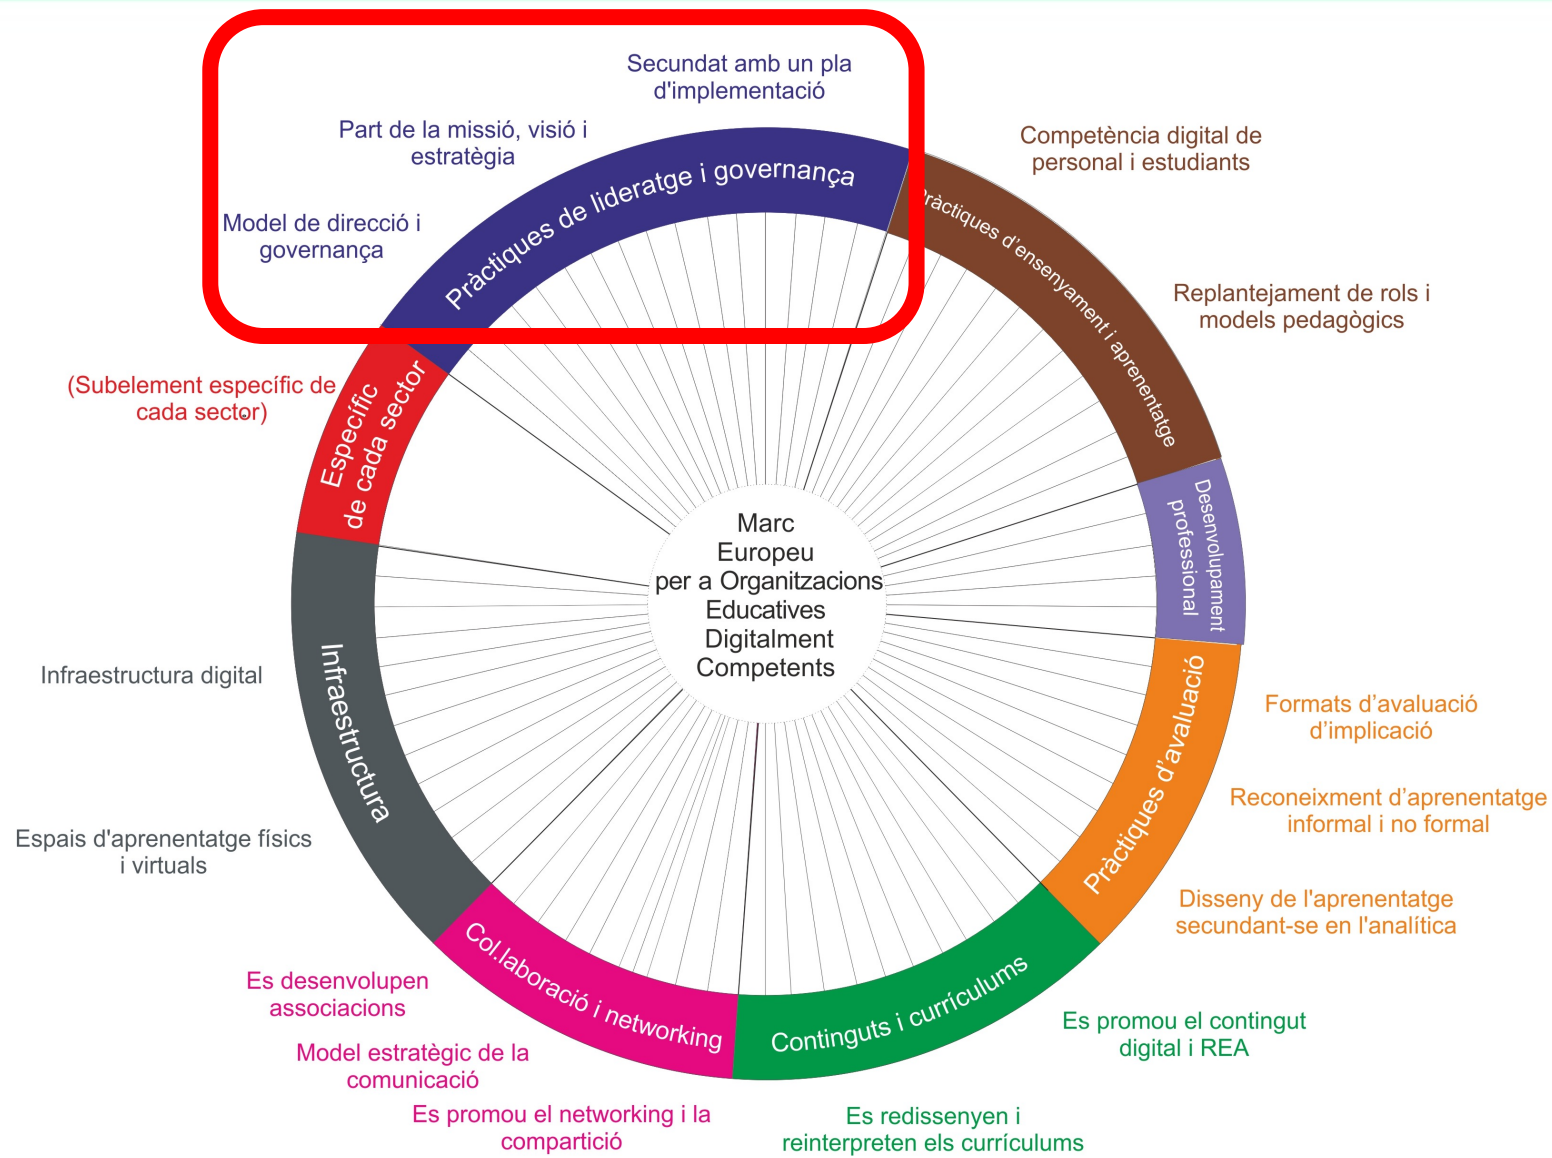 Secundat amb un pla
d'implementació
Part de la missió, visió i
estratègia
Model de direcció i
governança
Pràctiques de lideratge i governança
Competència digital de
personal i estudiants
Replantejament de rols i
models pedagògics
Pràctiques d’ensenyament i aprenentatge
Desenvolupament
professional
Formats d’avaluació
d’implicació
Reconeixment d’aprenentatge
informal i no formal
Disseny de l'aprenentatge
secundant-se en l'analítica
Pràctiques d’avaluació
Continguts i currículums
Es promou el contingut
digital i REA
Es redissenyen i
reinterpreten els currículums
Col.laboració i networking
Es desenvolupen
associacions
Model estratègic de la
comunicació
Es promou el networking i la
compartició
Infraestructura
Infraestructura digital
Espais d'aprenentatge físics
i virtuals
Específic
de cada sector
(Subelement específic de
cada sector)
Marc
Europeu
per a Organitzacions
Educatives
Digitalment
Competents